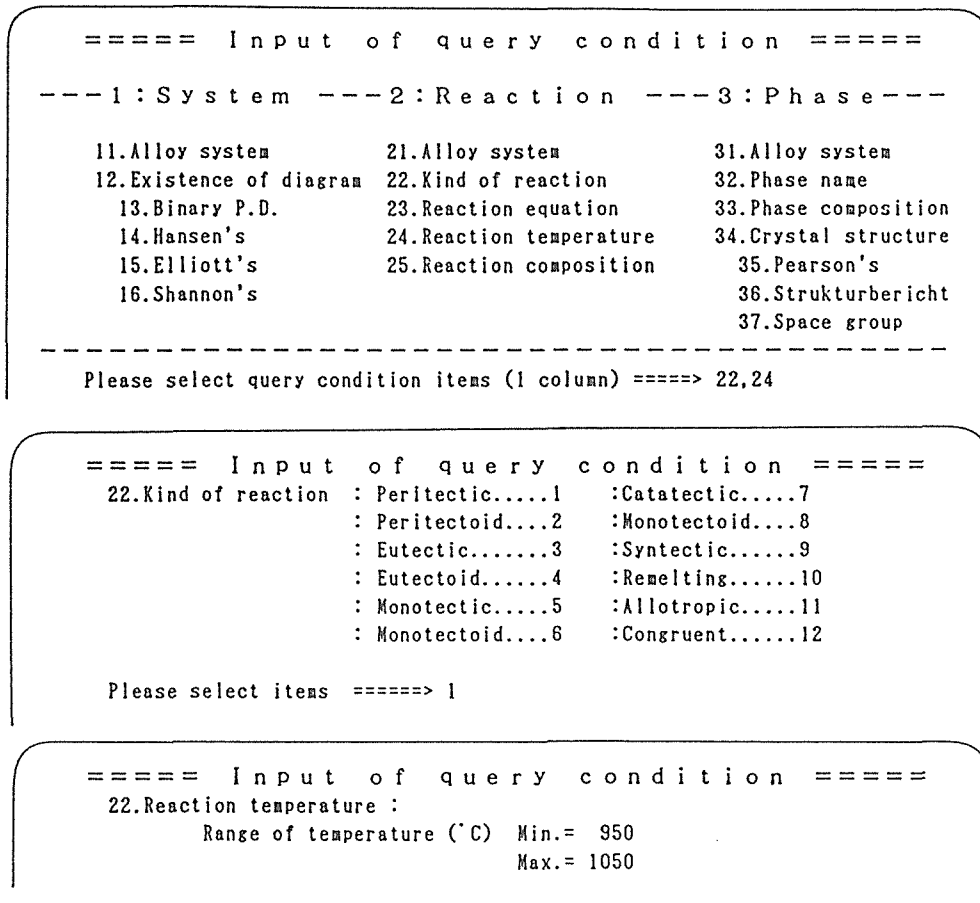 ===== Input of query condition =====
---1:System ---2:Reaction ---3:Phase---
11.Alloy system 21.Alloy system 31.Alloy system
12.Existence of diagram 22.Kind of reaction 32.Phase name
13.Binary P.D. 23.Reaction equation 33.Phase composition
14.Hansen's 24.Reaction temperature 34.Crystal structure
15.Elliott's 25.Reaction composition 35.Pearson's
16.Shannon's 36.Strukturbericht
37.Space group
Please select query condition items (1 column) =====> 22,24
===== Input of query condition =====
22.Kind of reaction : Peritectic.....1 :Catatectic.....7
: Peritectoid....2 :Monotectoid....8
: Eutectic.......3 :Syntectic......9
: Eutectoid......4 :Remelting......10
: Monotectic.....5 :Allotropic.....11
: Monotectoid....6 :Congruent......12
Please select items ======> 1
===== Input of query condition =====
22.Reaction temperature :
Range of temperature (°C) Min.= 950
Max.= 1050